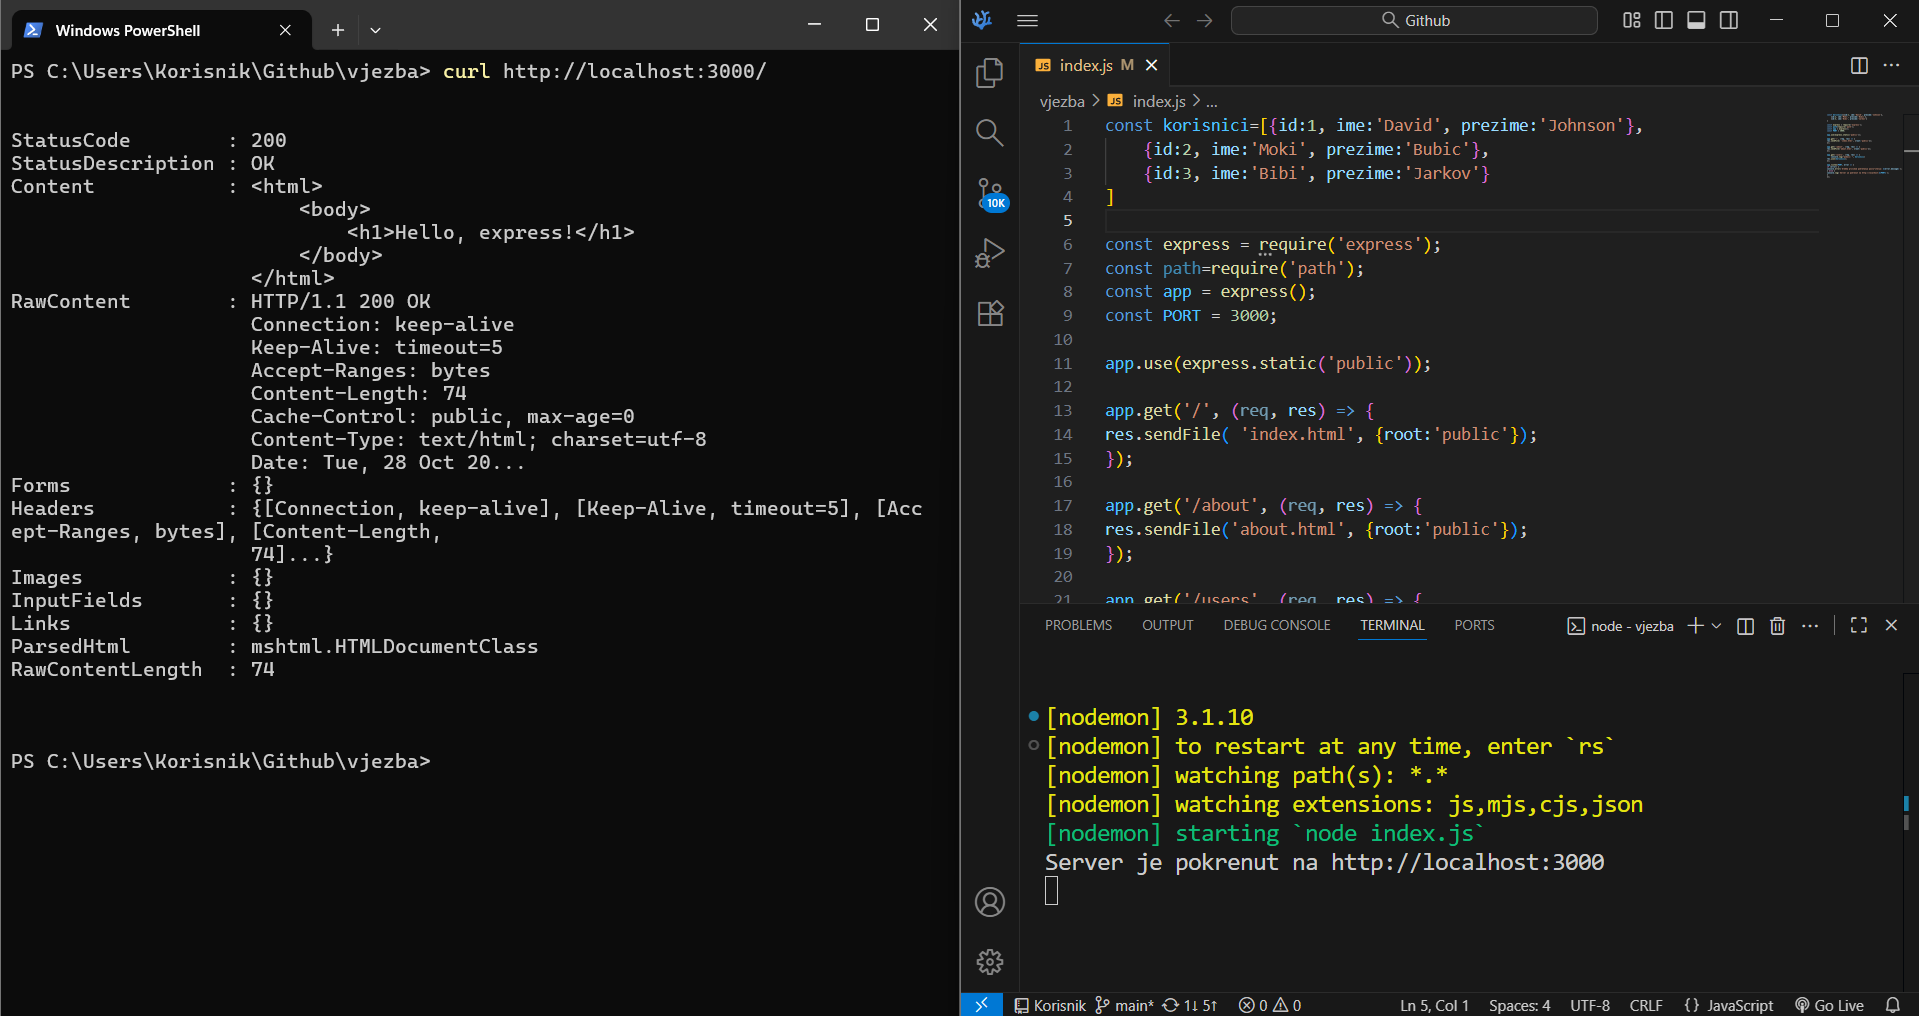 Windows PowerShell
PS C:\Users\Korisnik\Github\vjezba> curl http://localhost:3000/
StatusCode        : 200
StatusDescription : OK
Content           : <html>
                        <body>
                            <h1>Hello, express!</h1>
                        </body>
                    </html>
RawContent        : HTTP/1.1 200 OK
                    Connection: keep-alive
                    Keep-Alive: timeout=5
                    Accept-Ranges: bytes
                    Content-Length: 74
                    Cache-Control: public, max-age=0
                    Content-Type: text/html; charset=utf-8
                    Date: Tue, 28 Oct 20...
Forms             : {}
Headers           : {[Connection, keep-alive], [Keep-Alive, timeout=5], [Acc
ept-Ranges, bytes], [Content-Length,
                    74]...}
Images            : {}
InputFields       : {}
Links             : {}
ParsedHtml        : mshtml.HTMLDocumentClass
RawContentLength  : 74
PS C:\Users\Korisnik\Github\vjezba>
Github
JS index.js M
vjezba > JS index.js > ...
1 const korisnici=[{id:1, ime:'David', prezime:'Johnson'},
2     {id:2, ime:'Moki', prezime:'Bubic'},
3     {id:3, ime:'Bibi', prezime:'Jarkov'}
4 ]
5
6 const express = require('express');
7 const path=require('path');
8 const app = express();
9 const PORT = 3000;
10
11 app.use(express.static('public'));
12
13 app.get('/', (req, res) => {
14 res.sendFile( 'index.html', {root:'public'});
15 });
16
17 app.get('/about', (req, res) => {
18 res.sendFile('about.html', {root:'public'});
19 });
20
21 app.get('/users', (req, res) => {
10K
PROBLEMS OUTPUT DEBUG CONSOLE TERMINAL PORTS node - vjezba
[nodemon] 3.1.10
[nodemon] to restart at any time, enter `rs`
[nodemon] watching path(s): *.*
[nodemon] watching extensions: js,mjs,cjs,json
[nodemon] starting `node index.js`
Server je pokrenut na http://localhost:3000
Korisnik main* 1↓ 5↑ 0 0 Ln 5, Col 1 Spaces: 4 UTF-8 CRLF {} JavaScript Go Live